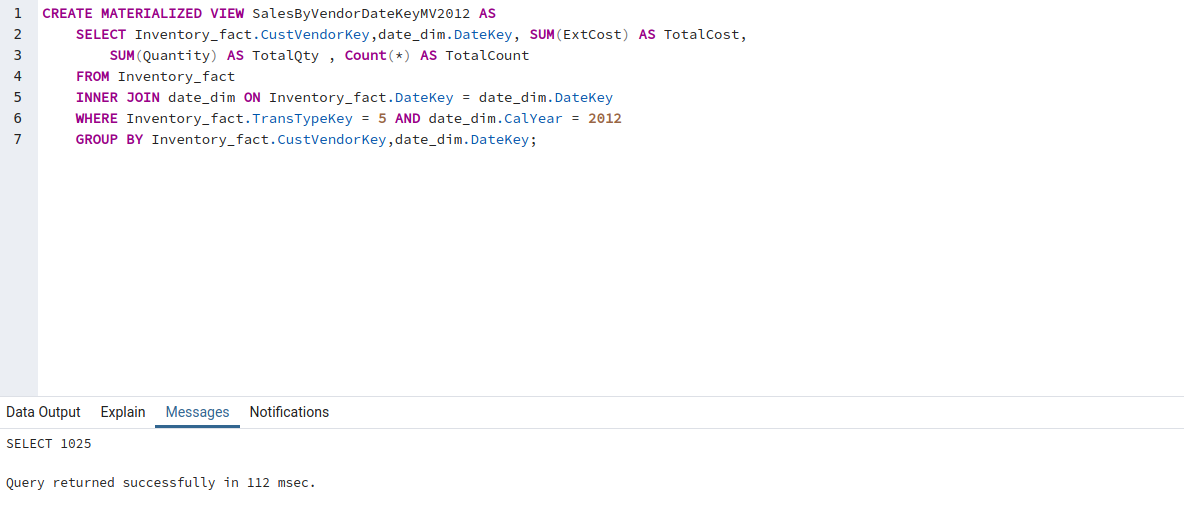 1 CREATE MATERIALIZED VIEW SalesByVendorDateKeyMV2012 AS
2 SELECT Inventory_fact.CustVendorKey,date_dim.DateKey, SUM(ExtCost) AS TotalCost,
3 SUM(Quantity) AS TotalQty , Count(*) AS TotalCount
4 FROM Inventory_fact
5 INNER JOIN date_dim ON Inventory_fact.DateKey = date_dim.DateKey
6 WHERE Inventory_fact.TransTypeKey = 5 AND date_dim.CalYear = 2012
7 GROUP BY Inventory_fact.CustVendorKey,date_dim.DateKey;
Data Output Explain Messages Notifications
SELECT 1025
Query returned successfully in 112 msec.